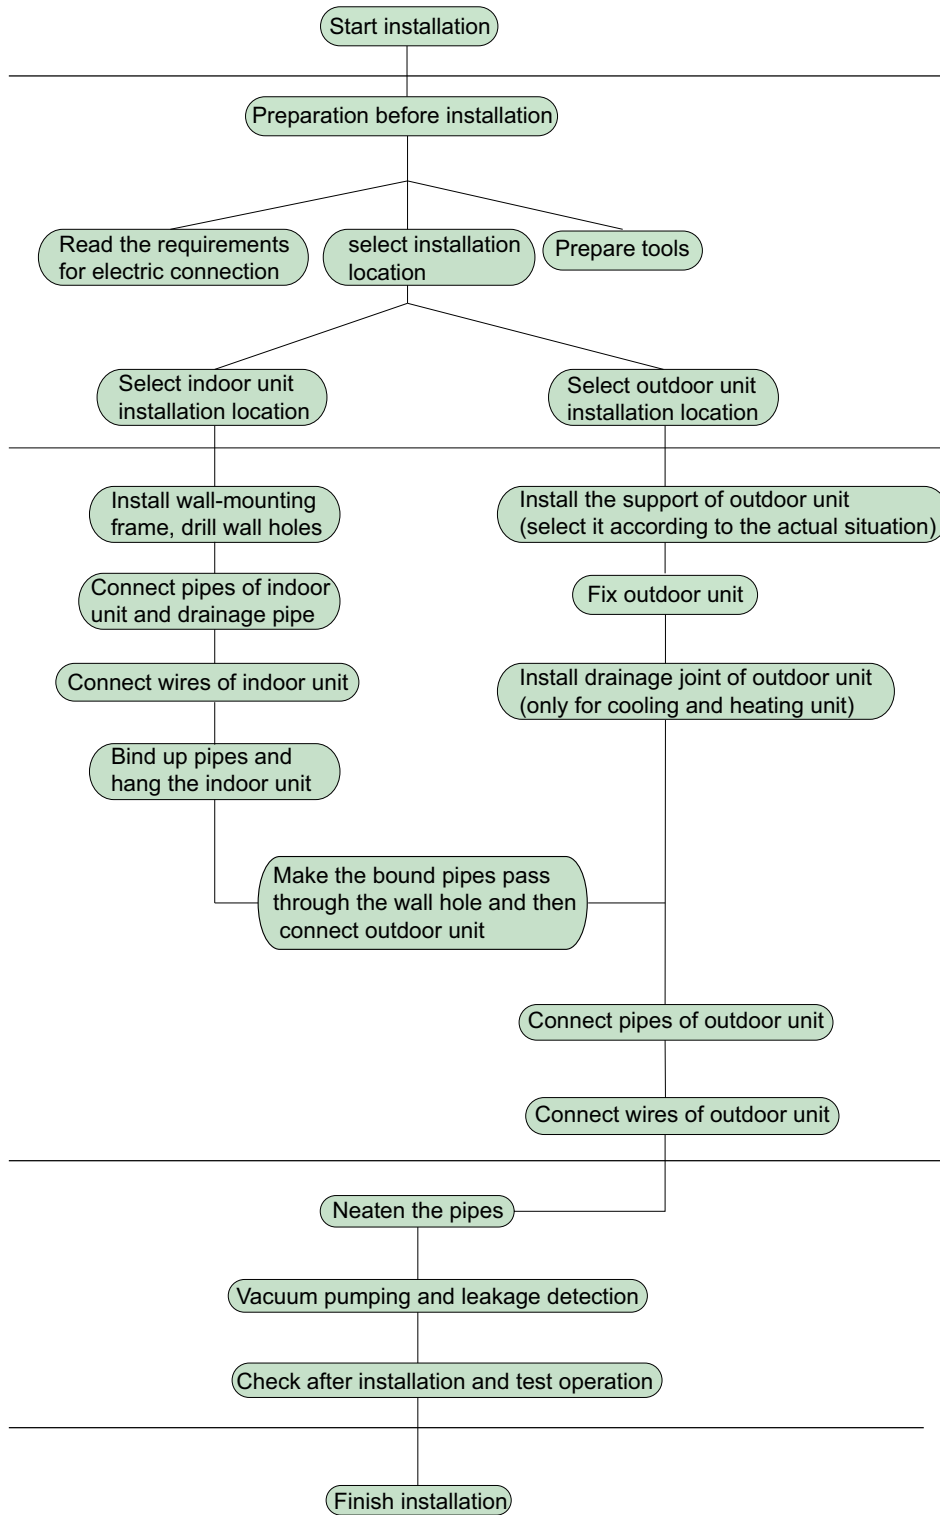 Start installation
Preparation before installation
Read the requirements
for electric connection
select installation
location
Prepare tools
Select indoor unit
installation location
Select outdoor unit
installation location
Install wall-mounting
frame, drill wall holes
Install the support of outdoor unit
(select it according to the actual situation)
Connect pipes of indoor
unit and drainage pipe
Fix outdoor unit
Connect wires of indoor unit
Install drainage joint of outdoor unit
(only for cooling and heating unit)
Bind up pipes and
hang the indoor unit
Make the bound pipes pass
through the wall hole and then
connect outdoor unit
Connect pipes of outdoor unit
Connect wires of outdoor unit
Neaten the pipes
Vacuum pumping and leakage detection
Check after installation and test operation
Finish installation